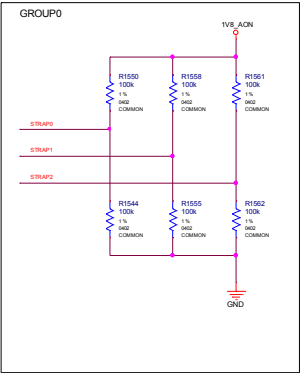 GROUP0
1V8_AON
R1550
100k
1%
0402
COMMON
R1558
100k
1%
0402
COMMON
R1561
100k
1%
0402
COMMON
STRAP0
STRAP1
STRAP2
R1544
100k
1%
0402
COMMON
R1555
100k
1%
0402
COMMON
R1562
100k
1%
0402
COMMON
GND